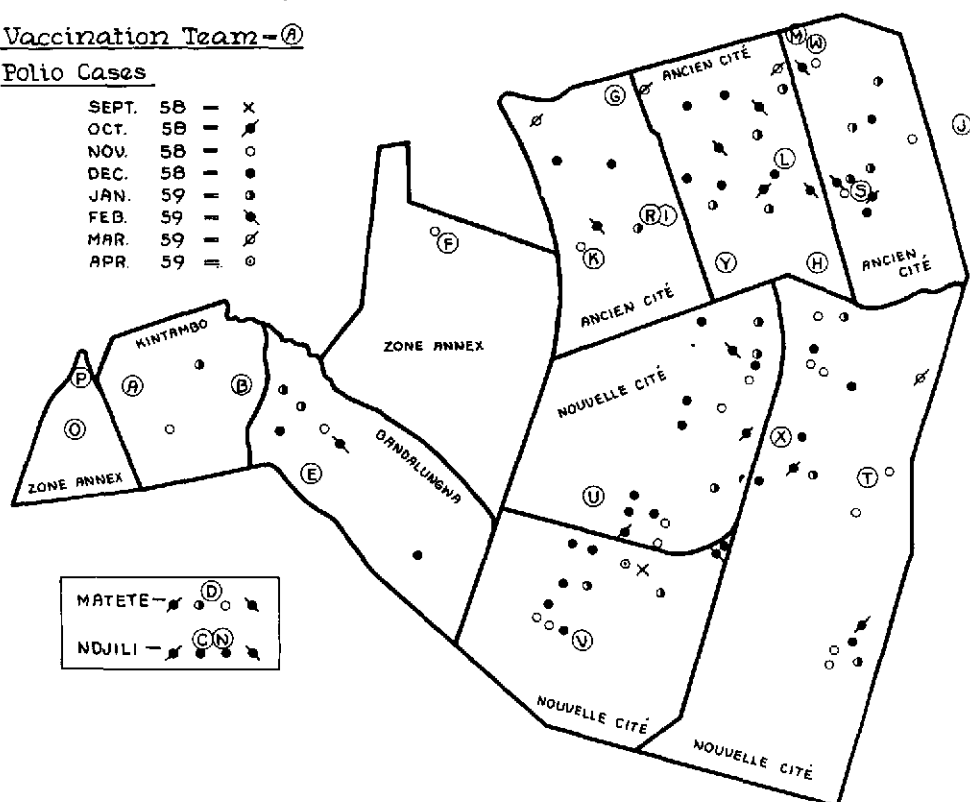 Vaccination Team - Ⓐ
Polio Cases
SEPT. 58 - ×
OCT. 58 -
NOV. 58 - ○
DEC. 58 - ●
JAN. 59 - ◑
FEB. 59 -
MAR. 59 - ∅
APR. 59 = ⊙
M
W
ANCIEN CITÉ
G
J
L
S
R I
F
K
Y
H
ANCIEN
CITÉ
ANCIEN CITÉ
KINTAMBO
ZONE ANNEX
P
A
B
NOUVELLE CITÉ
O
X
BANDALUNGWA
E
T
ZONE ANNEX
U
MATETE - D
NDJILI - C N
V
NOUVELLE CITÉ
NOUVELLE CITÉ